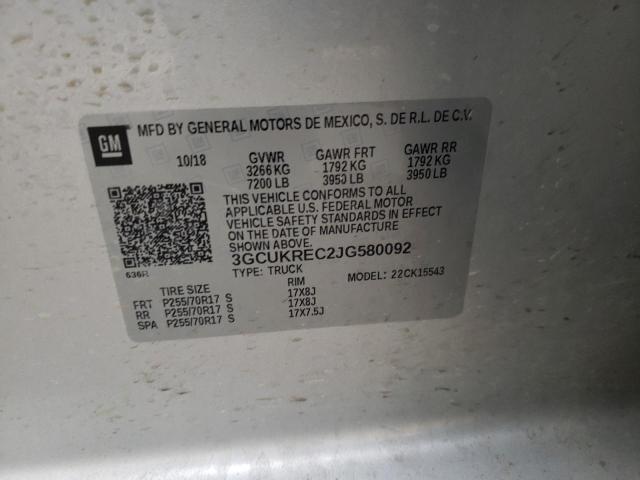 GM
MFD BY GENERAL MOTORS DE MEXICO, S. DE R.L. DE C.V.
10/18 GVWR GAWR FRT GAWR RR
3266 KG 1792 KG 1792 KG
7200 LB 3950 LB 3950 LB
THIS VEHICLE CONFORMS TO ALL
APPLICABLE U.S. FEDERAL MOTOR
VEHICLE SAFETY STANDARDS IN EFFECT
ON THE DATE OF MANUFACTURE
SHOWN ABOVE.
3GCUKREC2JG580092
636R TYPE: TRUCK MODEL: 22CK15543
TIRE SIZE RIM
FRT P255/70R17 S 17X8J
RR P255/70R17 S 17X8J
SPA P255/70R17 S 17X7.5J